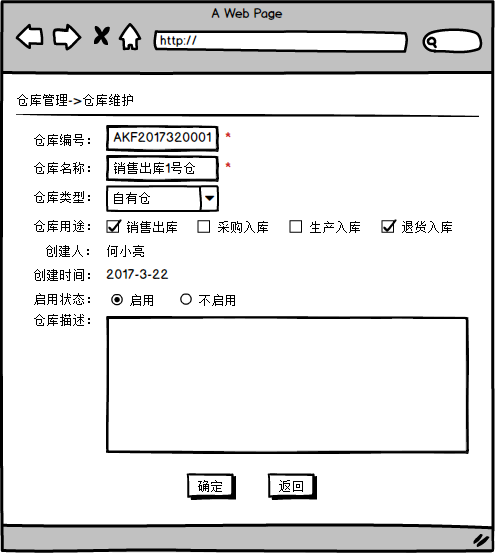 A Web Page
http://
仓库管理->仓库维护
仓库编号： AKF2017320001 *
仓库名称： 销售出库1号仓 *
仓库类型： 自有仓
仓库用途： 销售出库 采购入库 生产入库 退货入库
创建人： 何小亮
创建时间： 2017-3-22
启用状态： 启用 不启用
仓库描述：
确定 返回